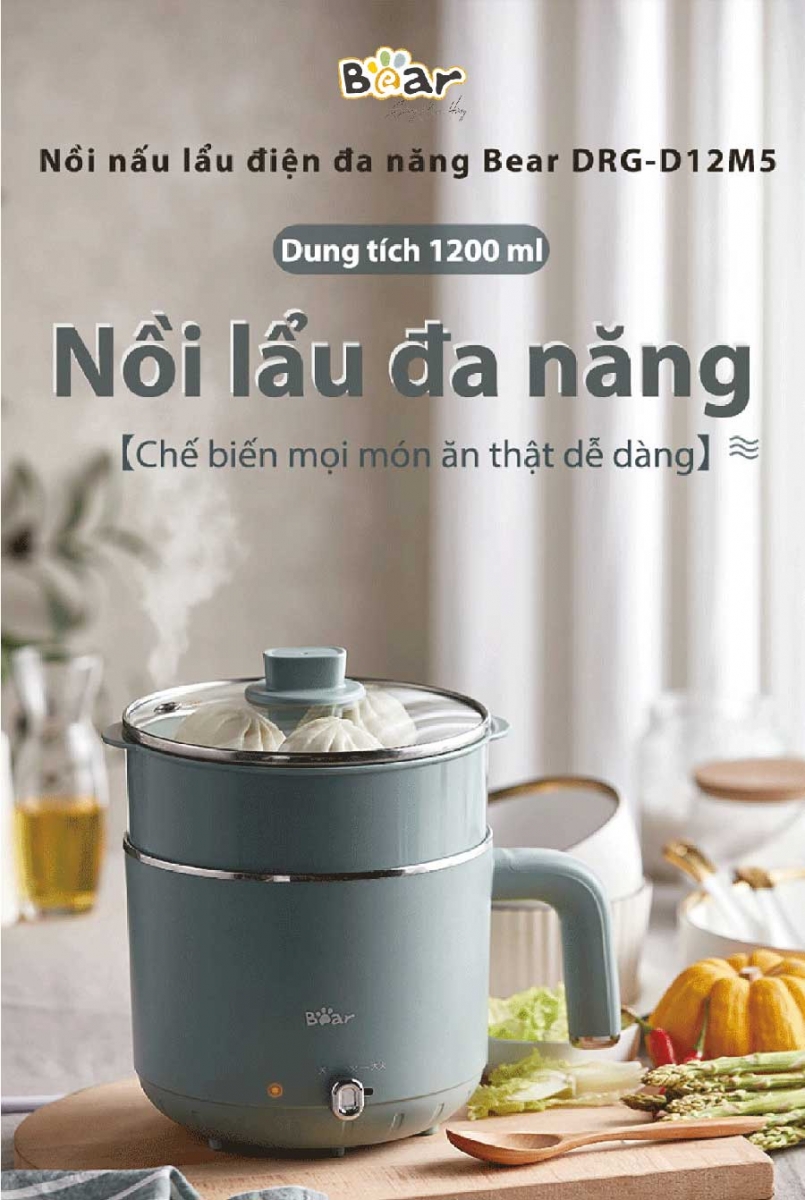 Bear
Nồi nấu lẩu điện đa năng Bear DRG-D12M5
Dung tích 1200 ml
Nồi lẩu đa năng
【Chế biến mọi món ăn thật dễ dàng】
Bear